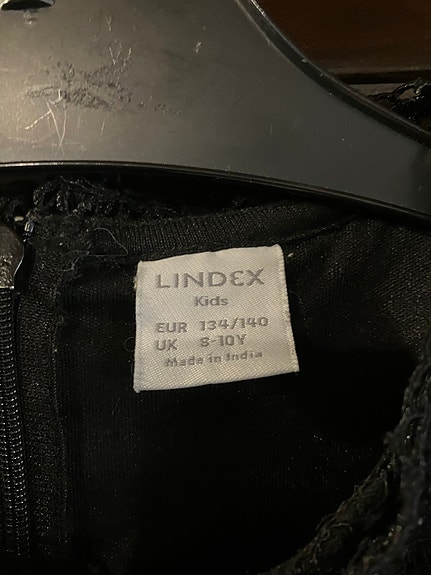 LINDEX
Kids
EUR 134/140
UK 8-10Y
Made in India